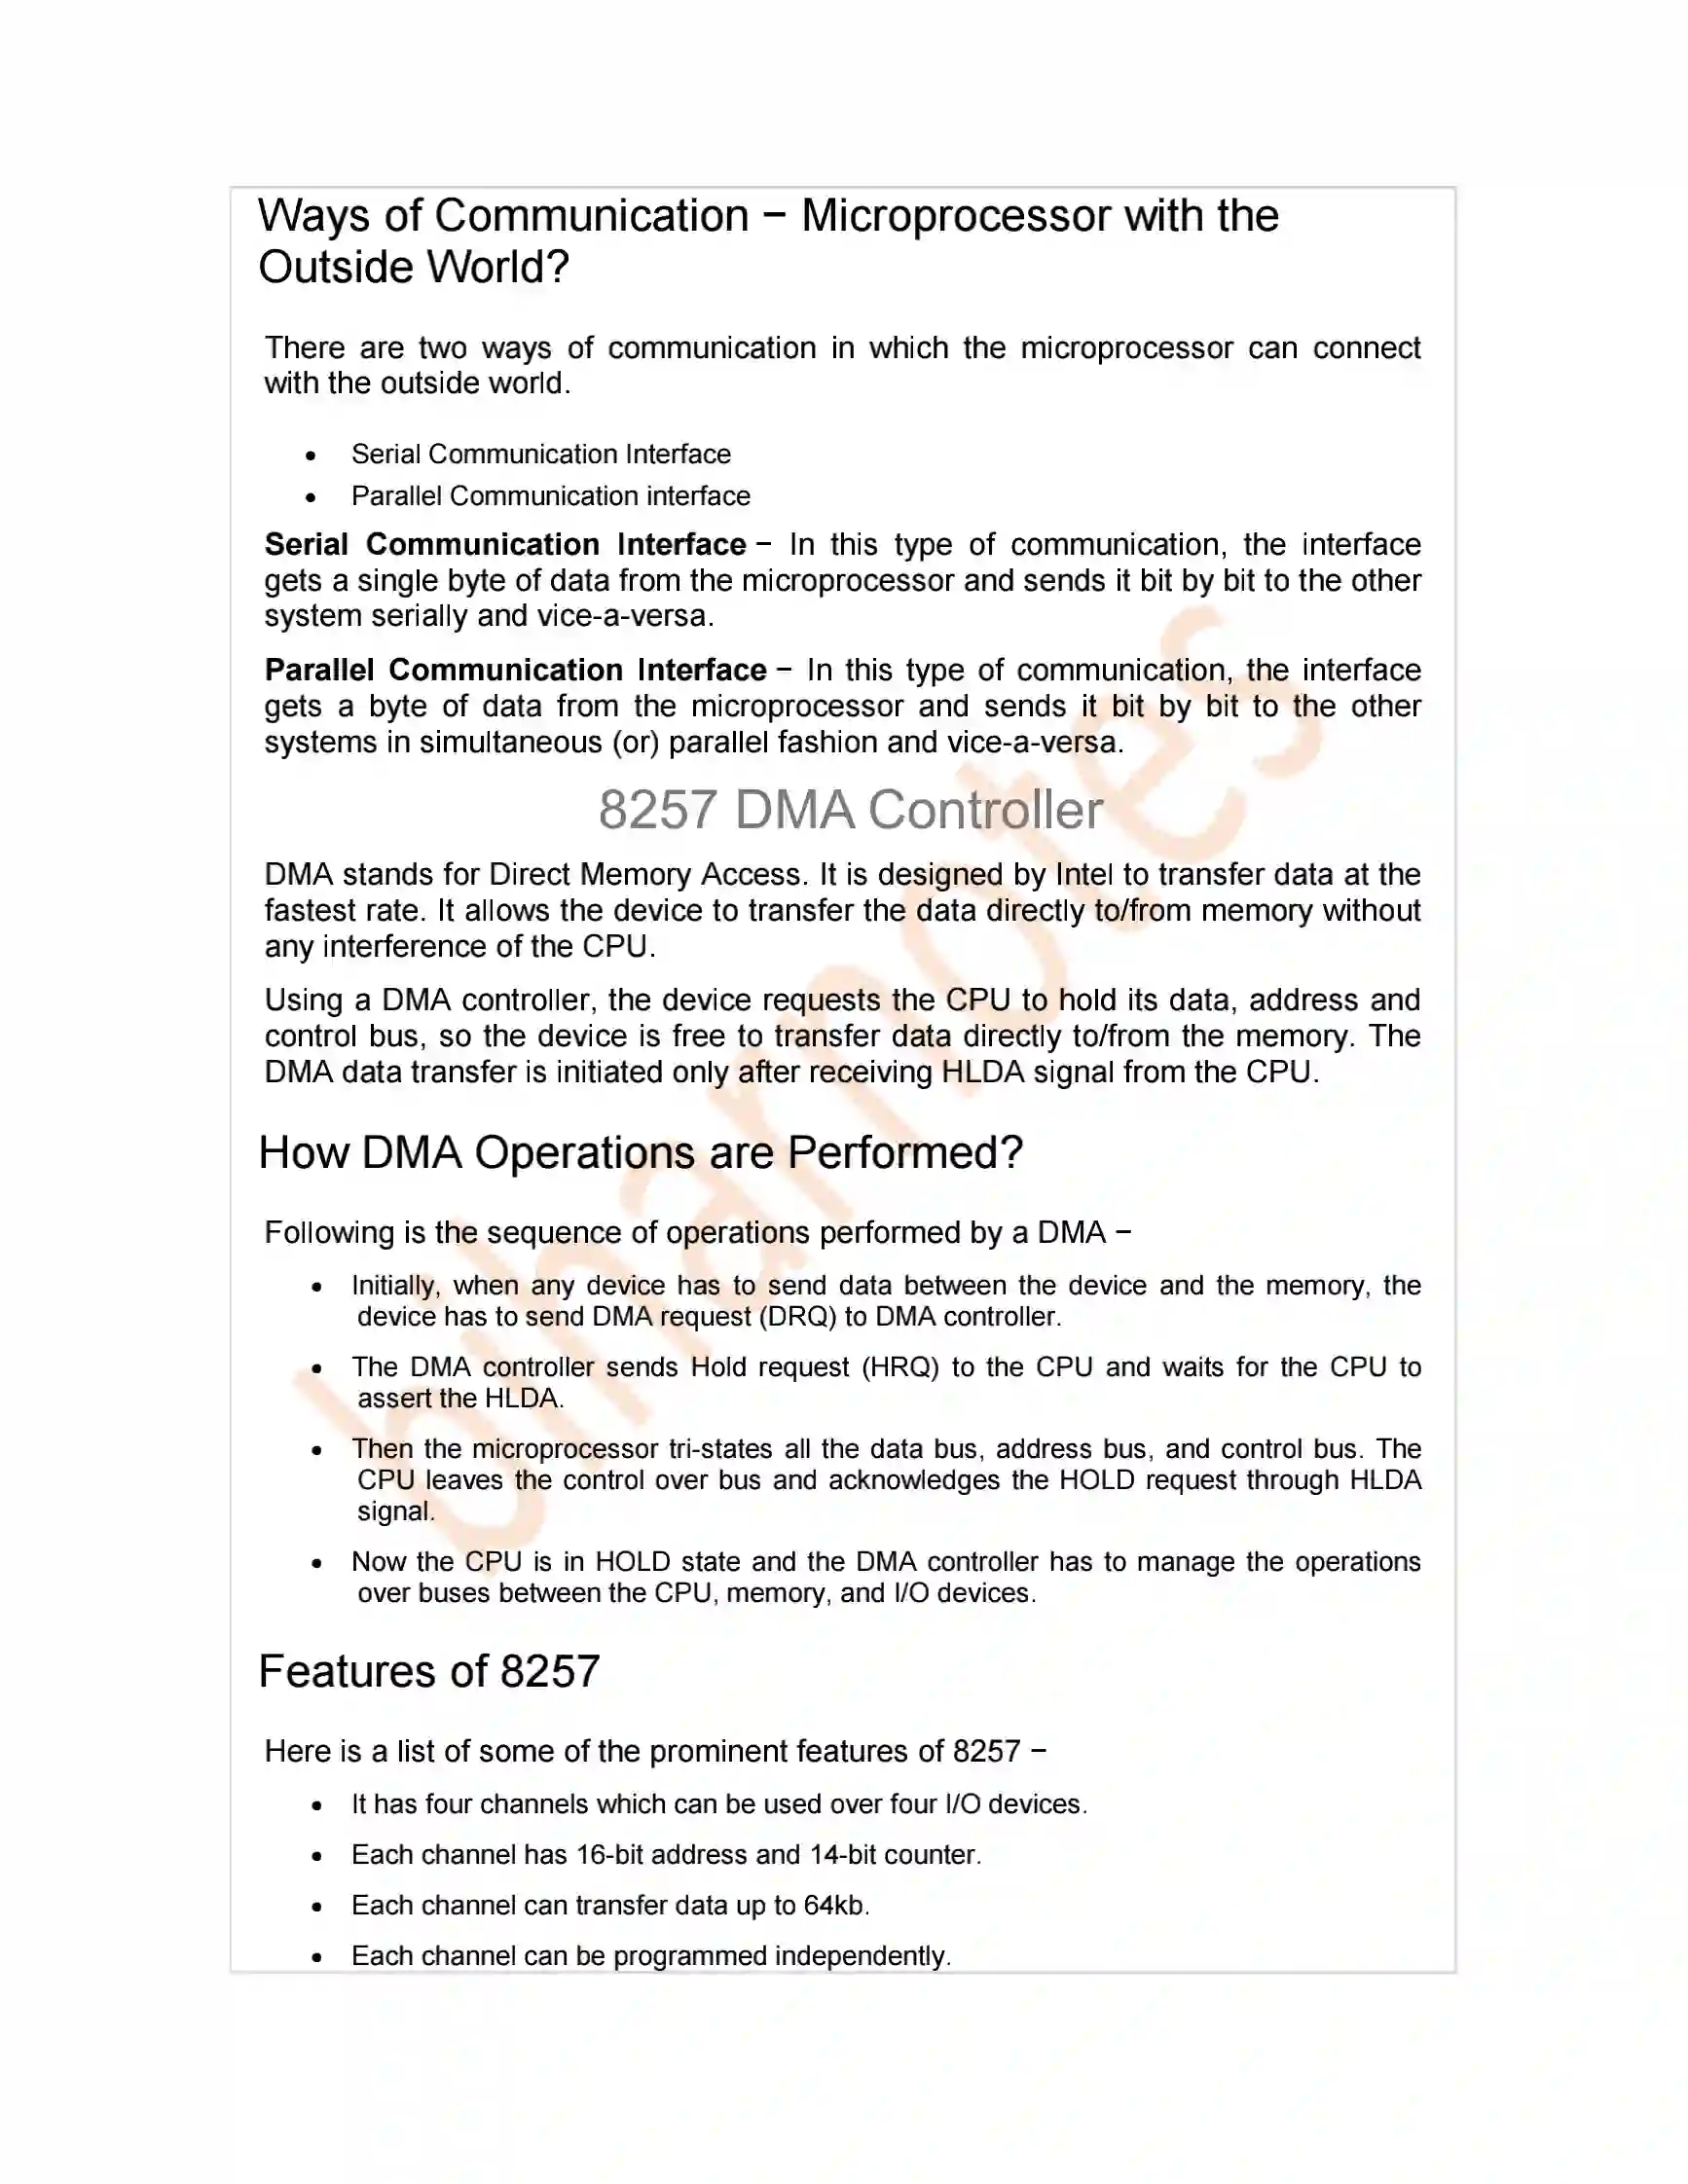 Ways of Communication − Microprocessor with the
Outside World?
There are two ways of communication in which the microprocessor can connect
with the outside world.
• Serial Communication Interface
• Parallel Communication interface
Serial Communication Interface − In this type of communication, the interface
gets a single byte of data from the microprocessor and sends it bit by bit to the other
system serially and vice-a-versa.
Parallel Communication Interface − In this type of communication, the interface
gets a byte of data from the microprocessor and sends it bit by bit to the other
systems in simultaneous (or) parallel fashion and vice-a-versa.
8257 DMA Controller
DMA stands for Direct Memory Access. It is designed by Intel to transfer data at the
fastest rate. It allows the device to transfer the data directly to/from memory without
any interference of the CPU.
Using a DMA controller, the device requests the CPU to hold its data, address and
control bus, so the device is free to transfer data directly to/from the memory. The
DMA data transfer is initiated only after receiving HLDA signal from the CPU.
How DMA Operations are Performed?
Following is the sequence of operations performed by a DMA −
• Initially, when any device has to send data between the device and the memory, the
device has to send DMA request (DRQ) to DMA controller.
• The DMA controller sends Hold request (HRQ) to the CPU and waits for the CPU to
assert the HLDA.
• Then the microprocessor tri-states all the data bus, address bus, and control bus. The
CPU leaves the control over bus and acknowledges the HOLD request through HLDA
signal.
• Now the CPU is in HOLD state and the DMA controller has to manage the operations
over buses between the CPU, memory, and I/O devices.
Features of 8257
Here is a list of some of the prominent features of 8257 −
• It has four channels which can be used over four I/O devices.
• Each channel has 16-bit address and 14-bit counter.
• Each channel can transfer data up to 64kb.
• Each channel can be programmed independently.
bihanotes